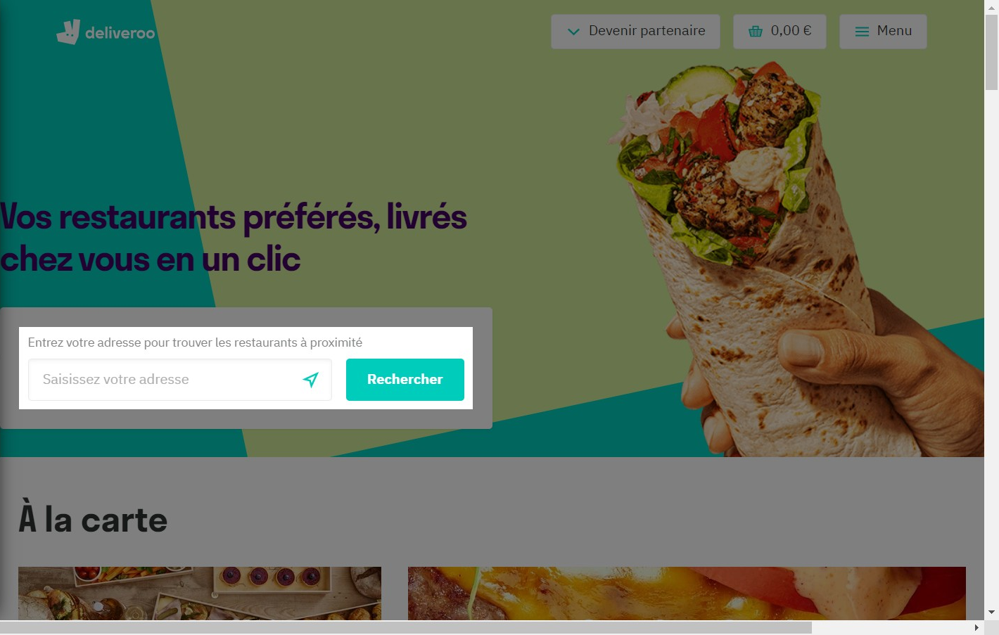 deliveroo
Devenir partenaire
0,00 €
Menu
Vos restaurants préférés, livrés
chez vous en un clic
Entrez votre adresse pour trouver les restaurants à proximité
Saisissez votre adresse
Rechercher
À la carte